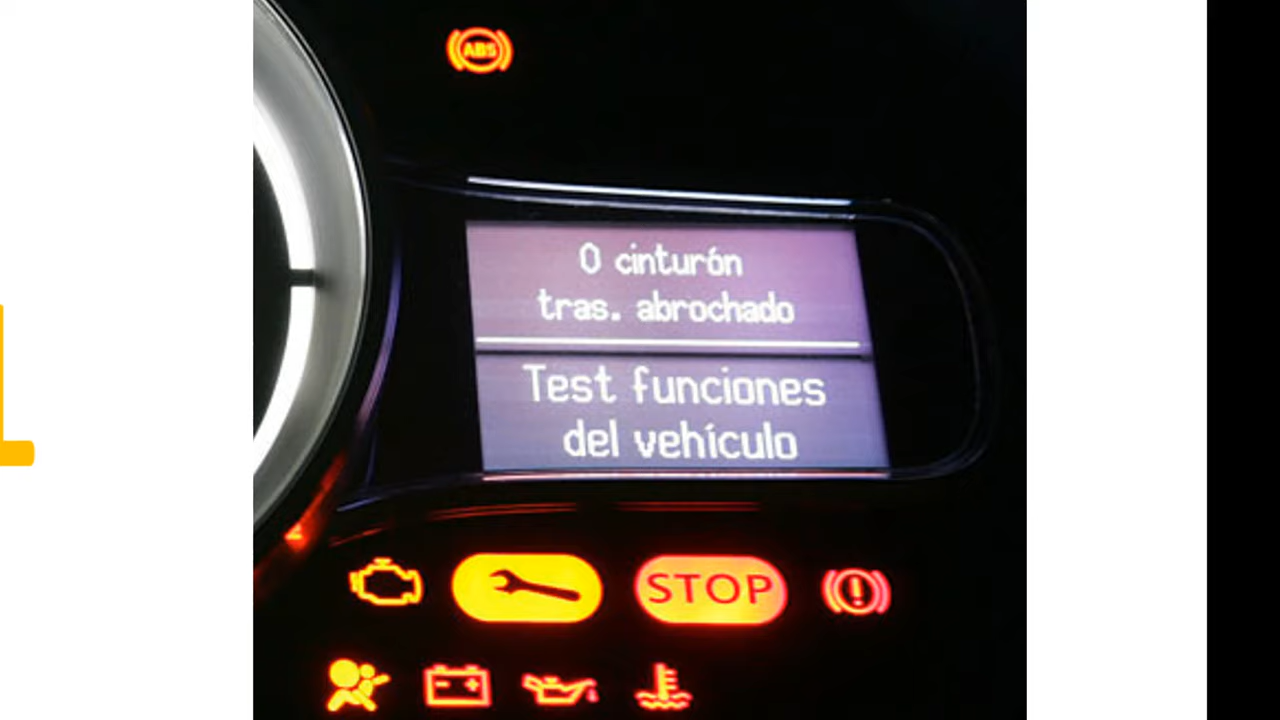 ABS
0 cinturón
tras. abrochado
Test funciones
del vehículo
STOP